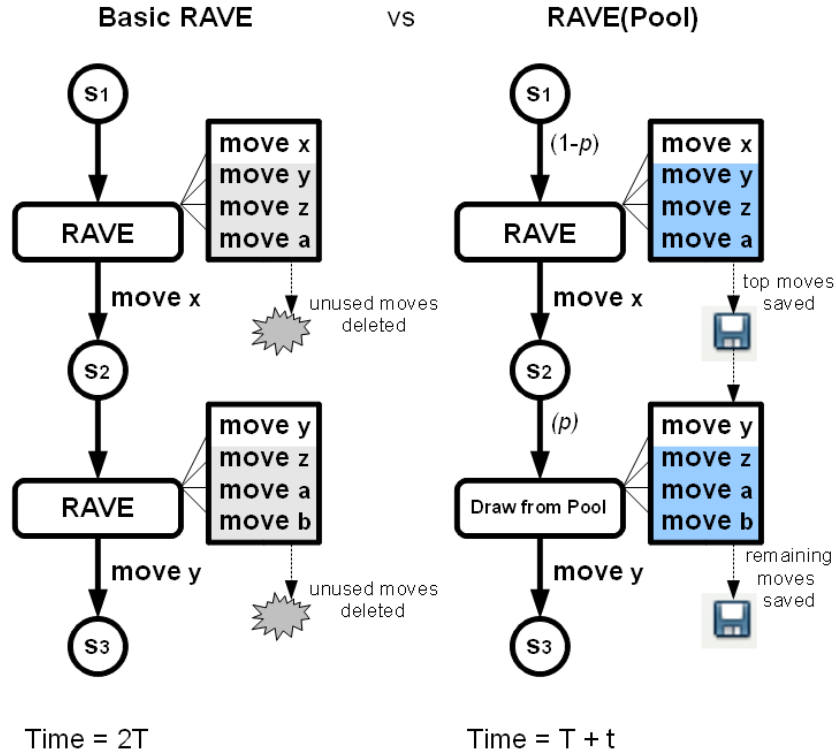 Basic RAVE vs RAVE(Pool)
S1
move x
move y
move z
move a
RAVE
move x
unused moves
deleted
S2
move y
move z
move a
move b
RAVE
move y
unused moves
deleted
S3
Time = 2T
S1
(1-p)
move x
move y
move z
move a
RAVE
move x
top moves
saved
S2
(p)
move y
move z
move a
move b
Draw from Pool
move y
remaining
moves
saved
S3
Time = T + t